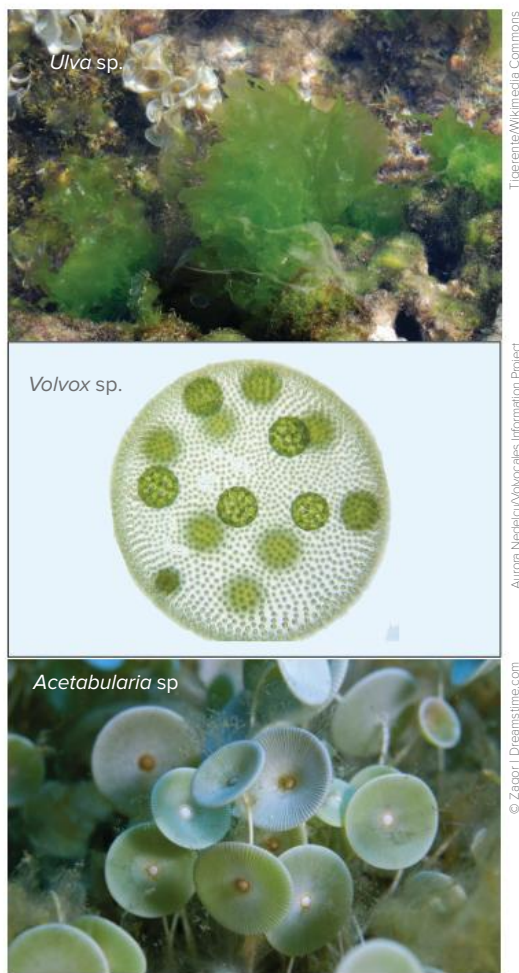 Ulva sp.
Tigerente/Wikimedia Commons
Volvox sp.
Aurora Nedelcu/Volvocales Information Project
Acetabularia sp
© Zaoor | Dreamstime.com